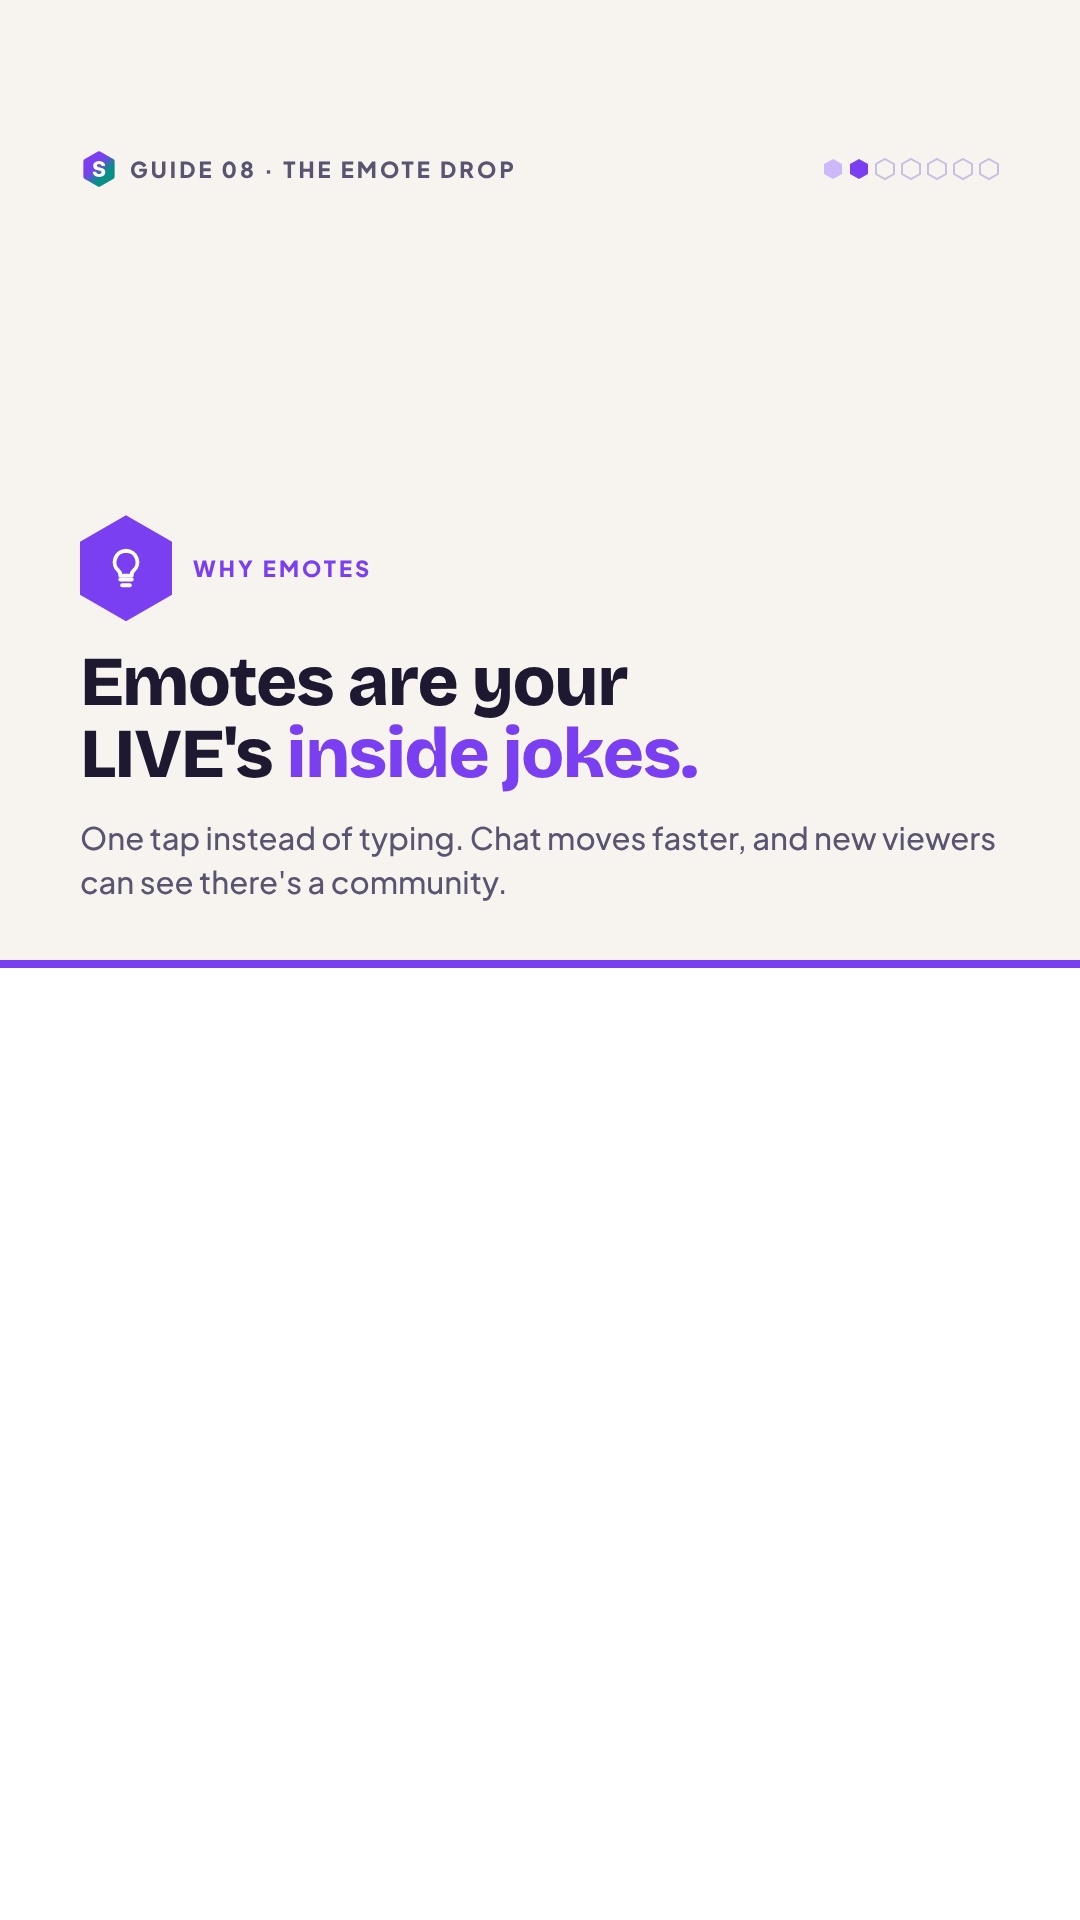 S GUIDE 08 · THE EMOTE DROP
WHY EMOTES
Emotes are your
LIVE's inside jokes.
One tap instead of typing. Chat moves faster, and new viewers
can see there's a community.